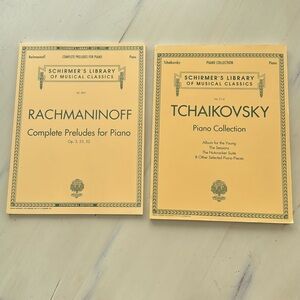 Rachmaninoff COMPLETE PRELUDES FOR PIANO Piano
SCHIRMER'S LIBRARY
OF MUSICAL CLASSICS
RACHMANINOFF
Complete Preludes for Piano
Op. 3, 23, 32
Tchaikovsky PIANO COLLECTION Piano
SCHIRMER'S LIBRARY
OF MUSICAL CLASSICS
TCHAIKOVSKY
Piano Collection
Album for the Young
The Seasons
The Nutcracker Suite
& Other Selected Piano Pieces